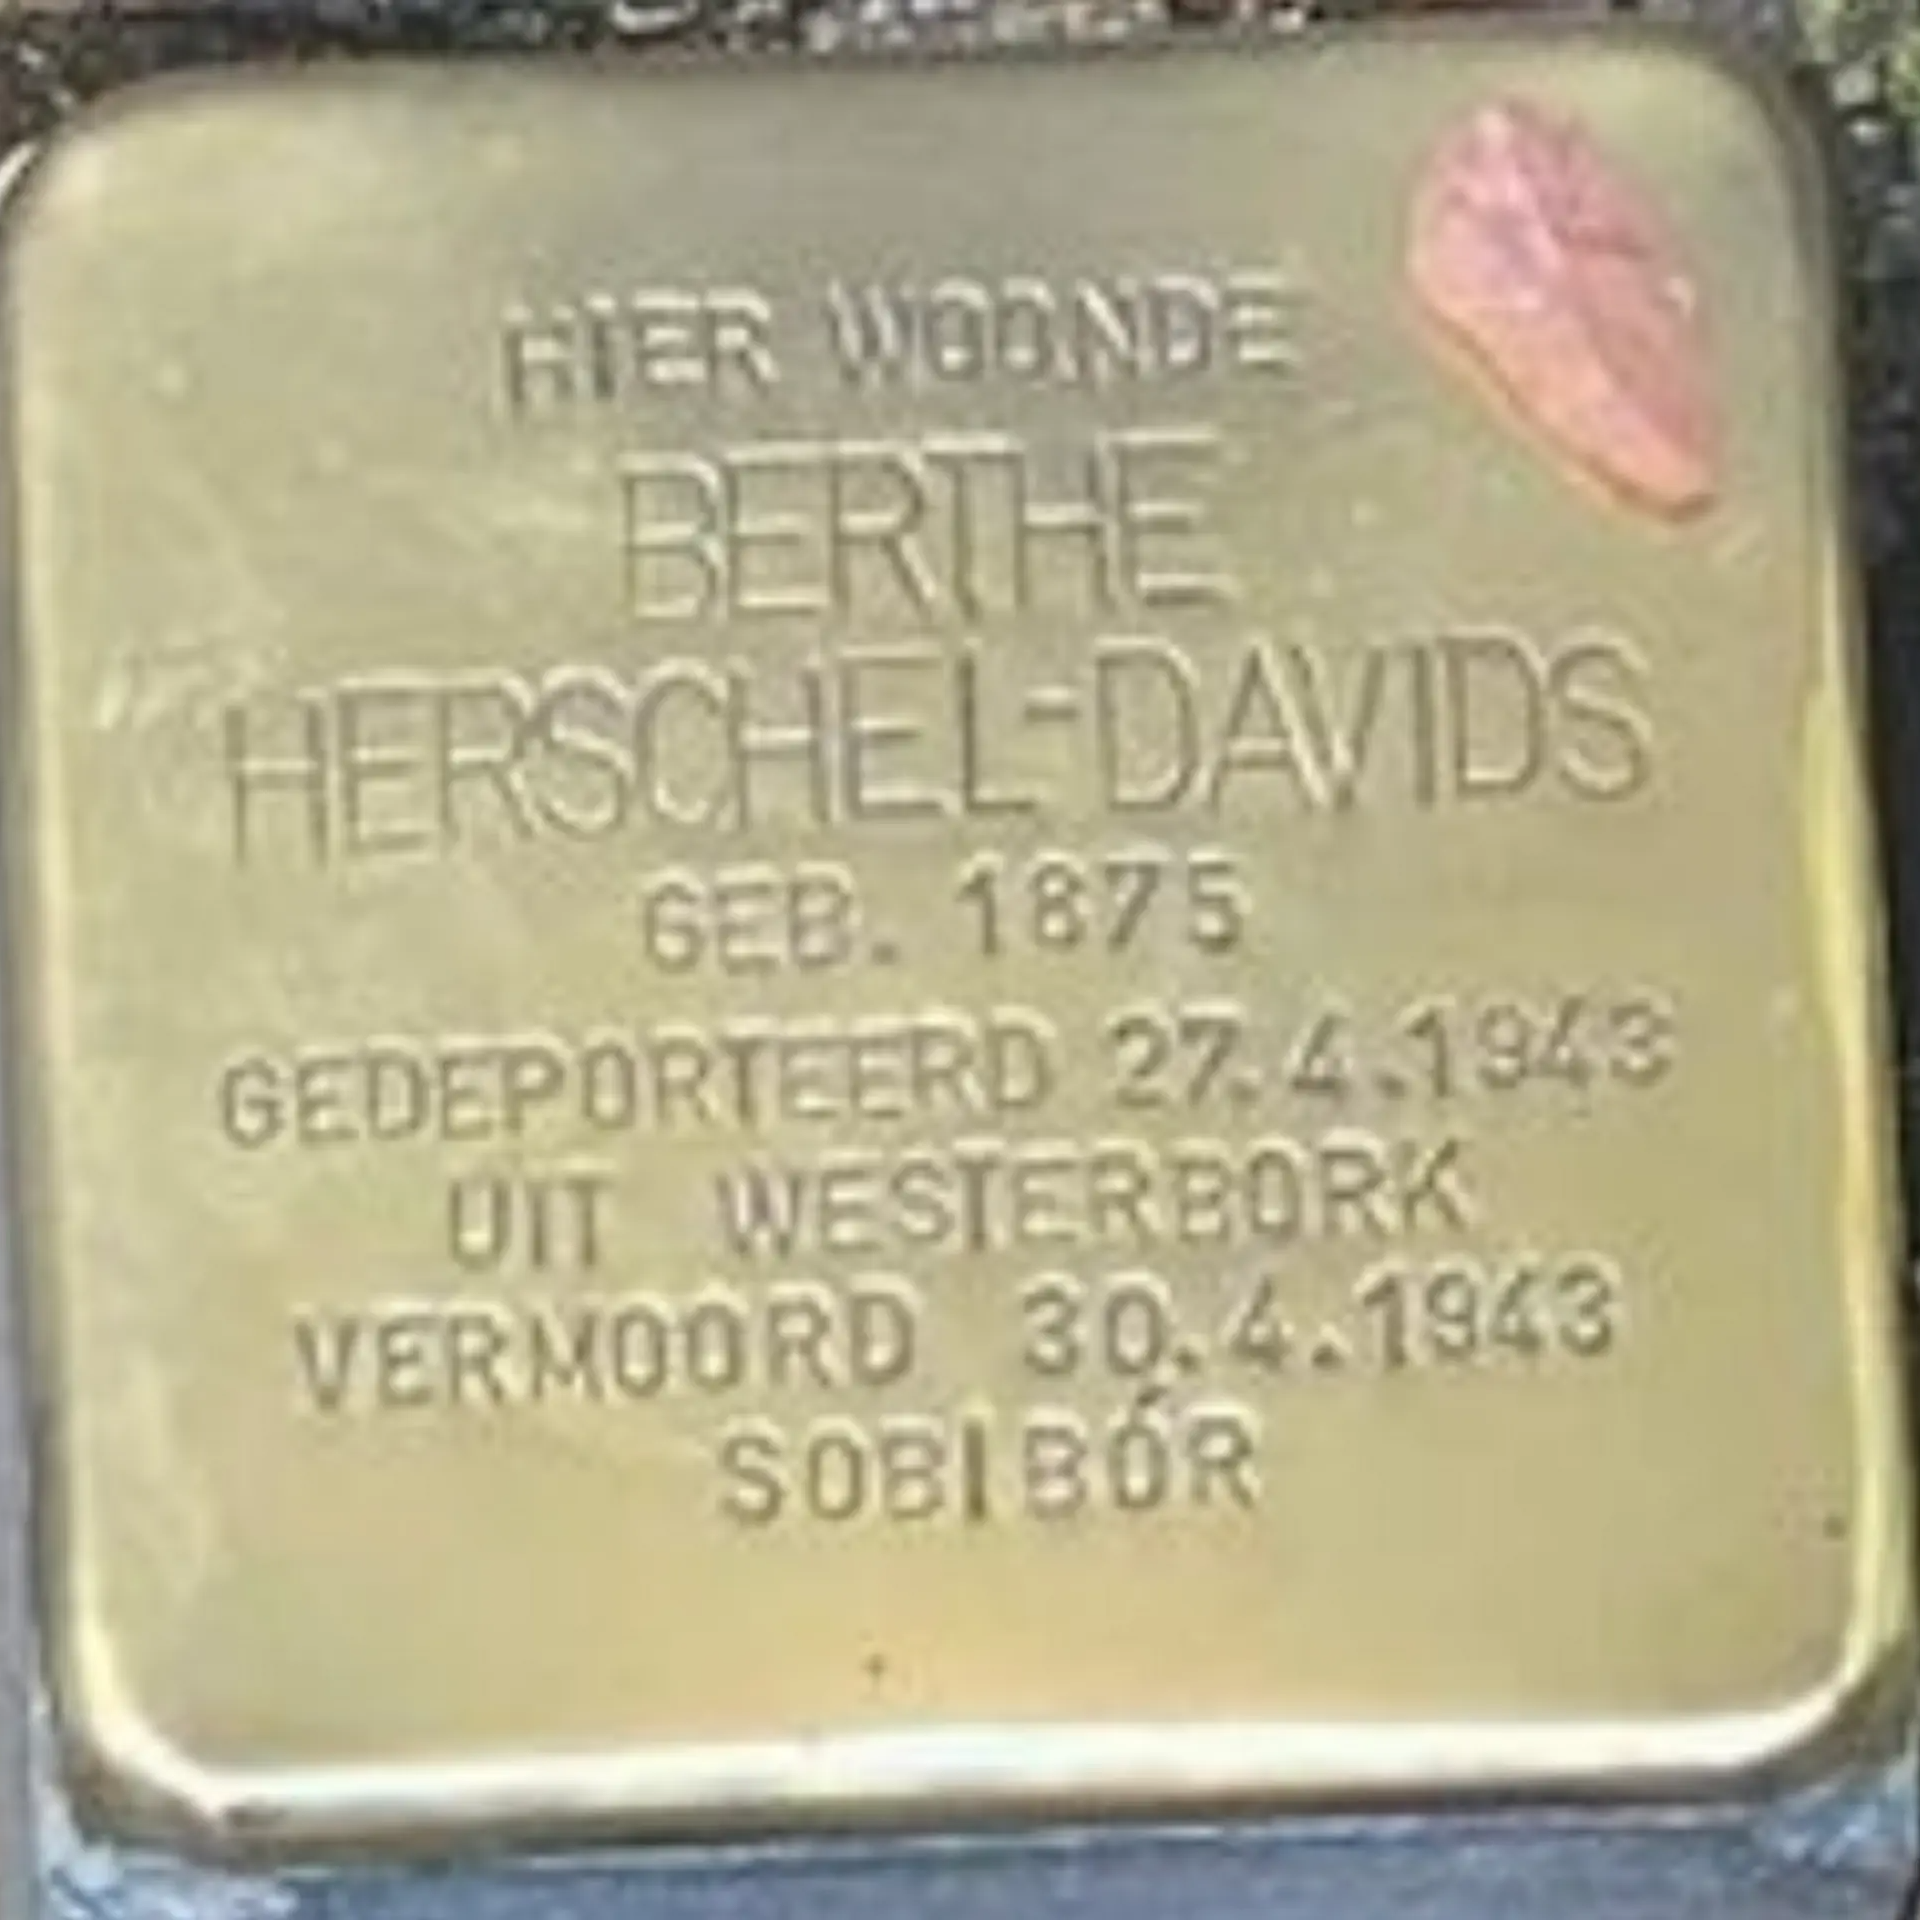 HIER WOONDE
BERTHE
HERSCHEL-DAVIDS
GEB. 1875
GEDEPORTEERD 27.4.1943
UIT WESTERBORK
VERMOORD 30.4.1943
SOBIBÓR